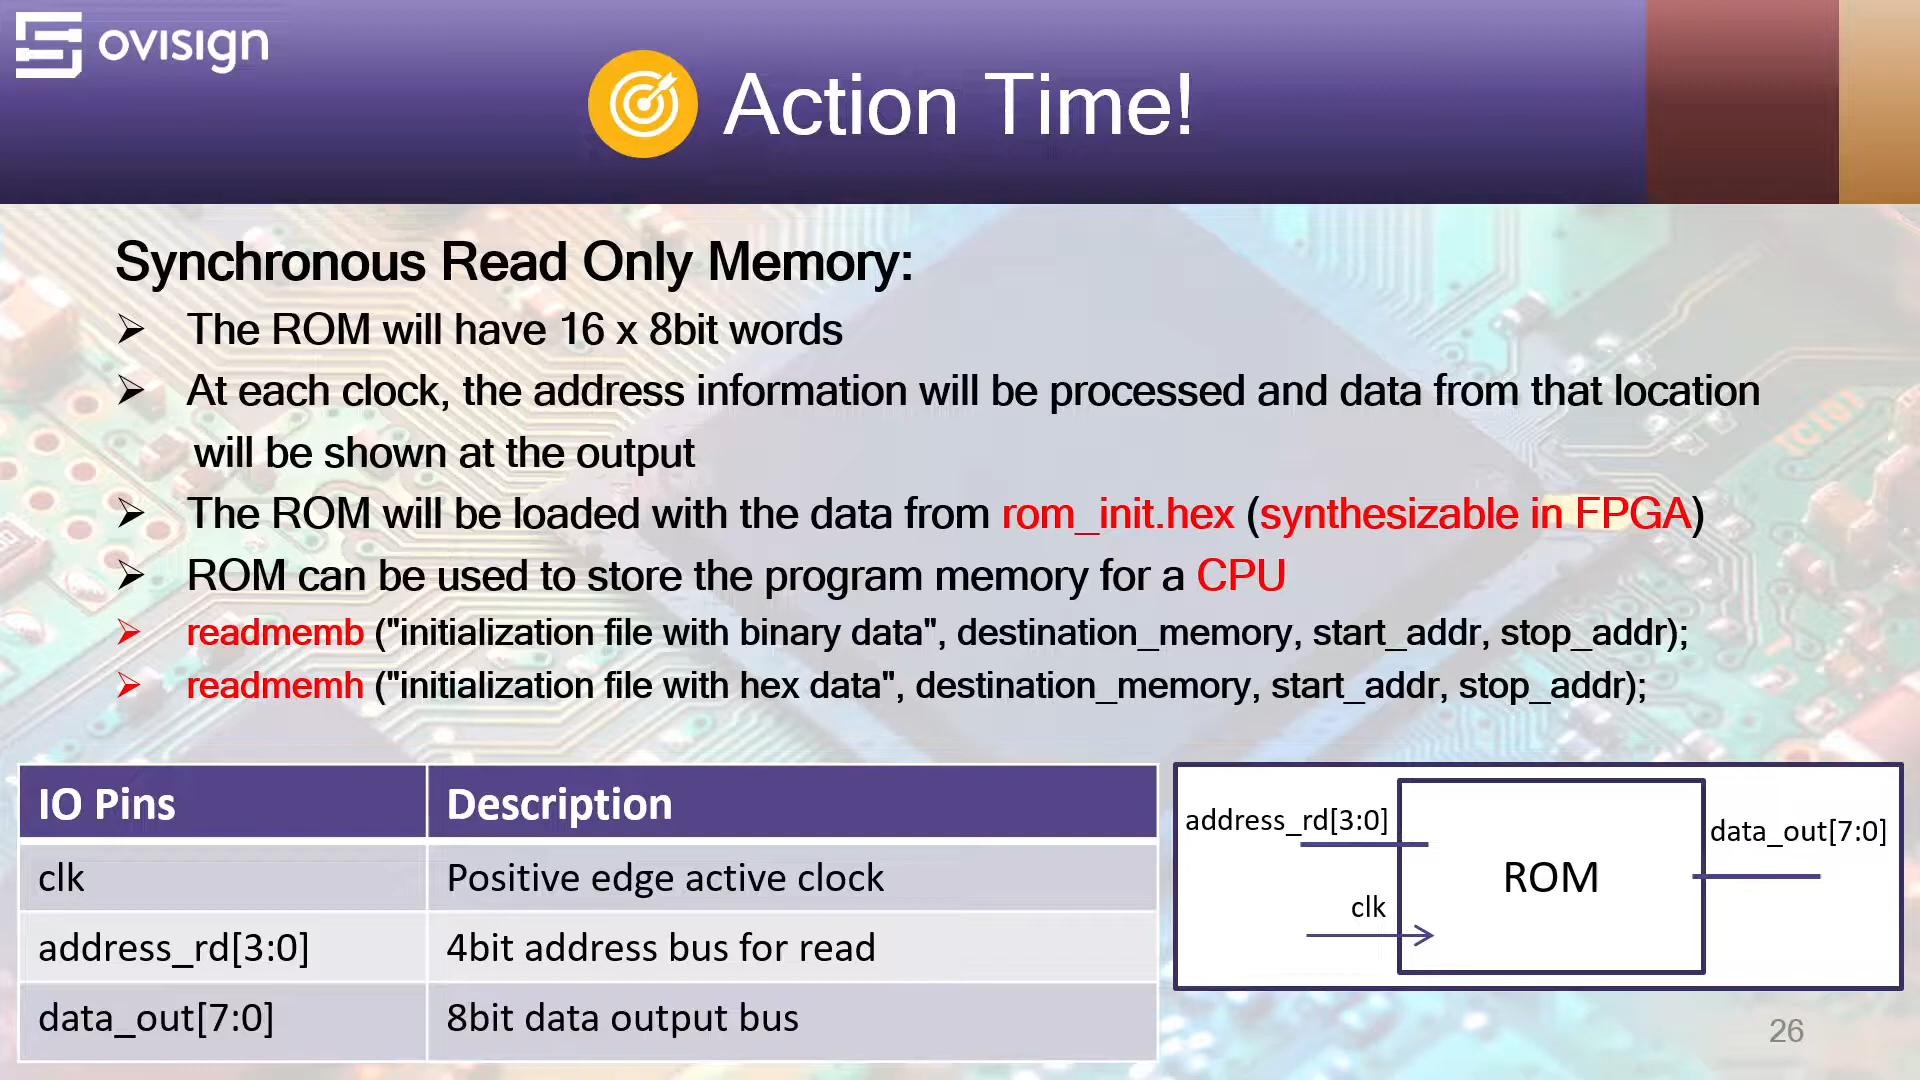 ovisign
Action Time!
Synchronous Read Only Memory:
➢ The ROM will have 16 x 8bit words
➢ At each clock, the address information will be processed and data from that location
will be shown at the output
➢ The ROM will be loaded with the data from rom_init.hex (synthesizable in FPGA)
➢ ROM can be used to store the program memory for a CPU
➢ readmemb ("initialization file with binary data", destination_memory, start_addr, stop_addr);
➢ readmemh ("initialization file with hex data", destination_memory, start_addr, stop_addr);
IO Pins Description
clk Positive edge active clock
address_rd[3:0] 4bit address bus for read
data_out[7:0] 8bit data output bus
address_rd[3:0]
data_out[7:0]
ROM
clk
26